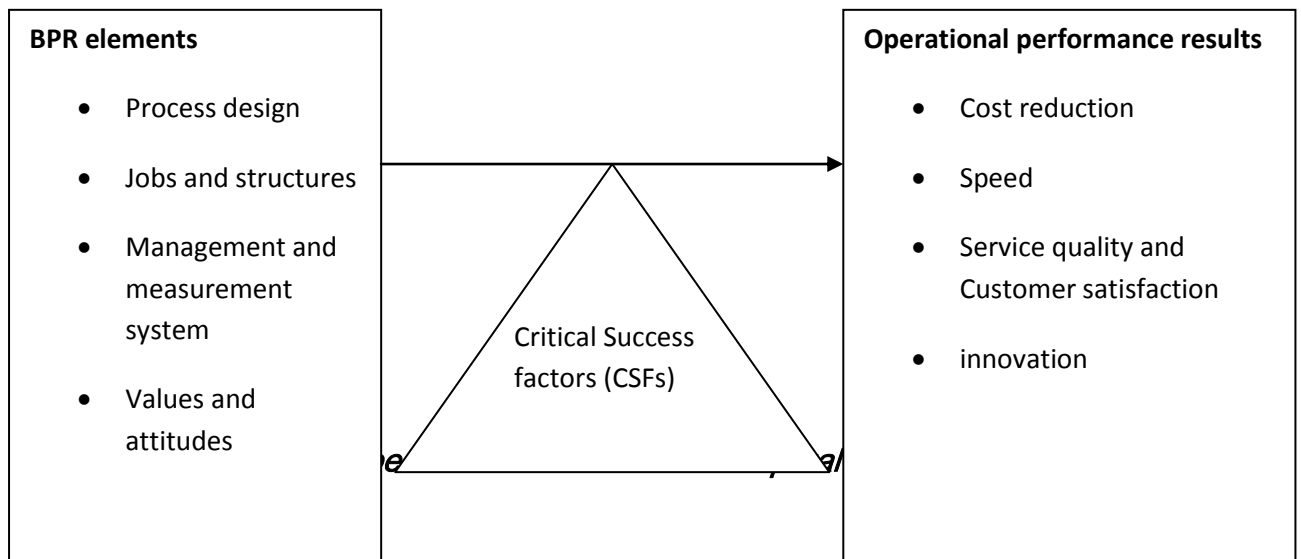 BPR elements
• Process design
• Jobs and structures
• Management and
measurement
system
• Values and
attitudes
Critical Success
factors (CSFs)
Operational performance results
• Cost reduction
• Speed
• Service quality and
Customer satisfaction
• innovation